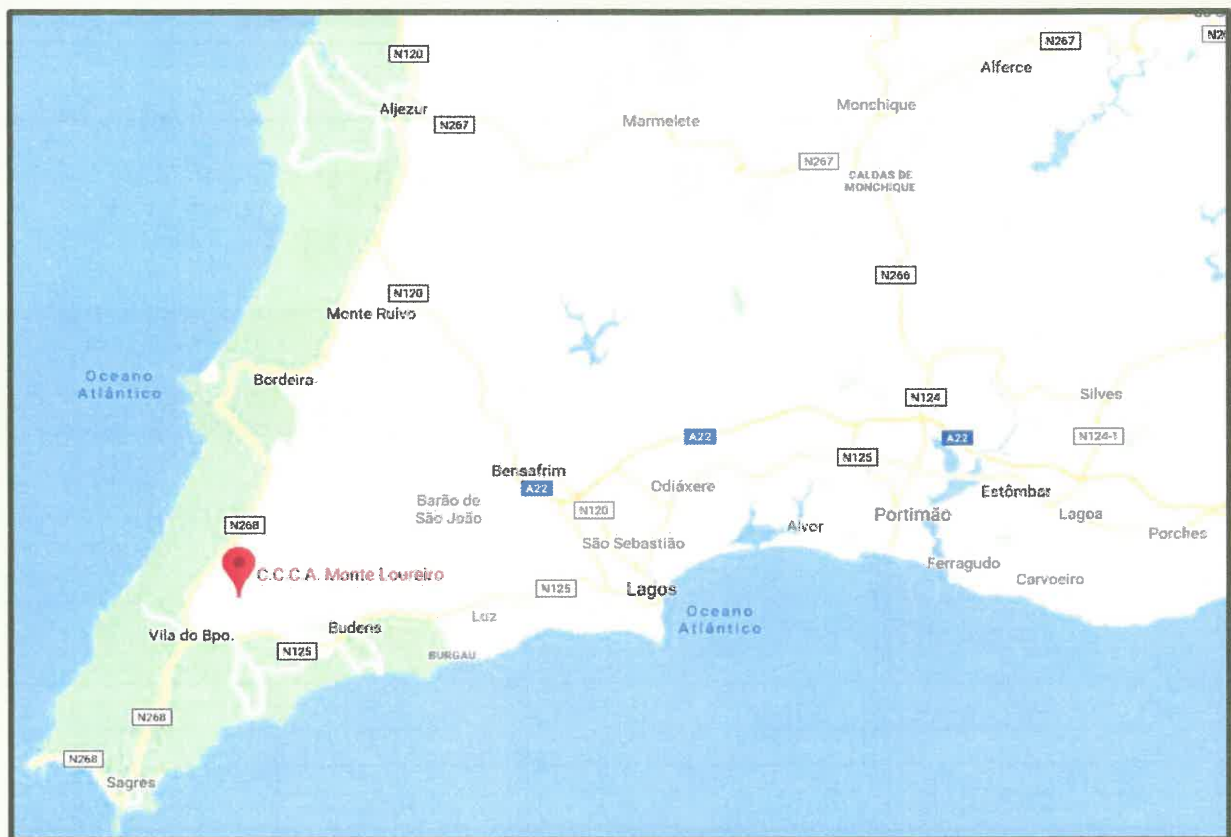 N120
N267
Alferce
Aljezur
N267
Marmelete
Monchique
N267
CALDAS DE
MONCHIQUE
N266
N120
Monte Ruivo
Oceano
Atlântico
Bordeira
Silves
N124
A22
A22
N124-1
N125
Bensafrim
A22
Odiáxere
Estômbar
Barão de
São João
N120
Alvor
Portimão
Lagoa
Porches
N268
São Sebastião
Ferragudo
C.C.C.A. Monte Loureiro
Carvoeiro
N125
Lagos
Luz
Oceano
Atlântico
Vila do Bpo.
Budens
N125
BURGAU
N268
N268
Sagres